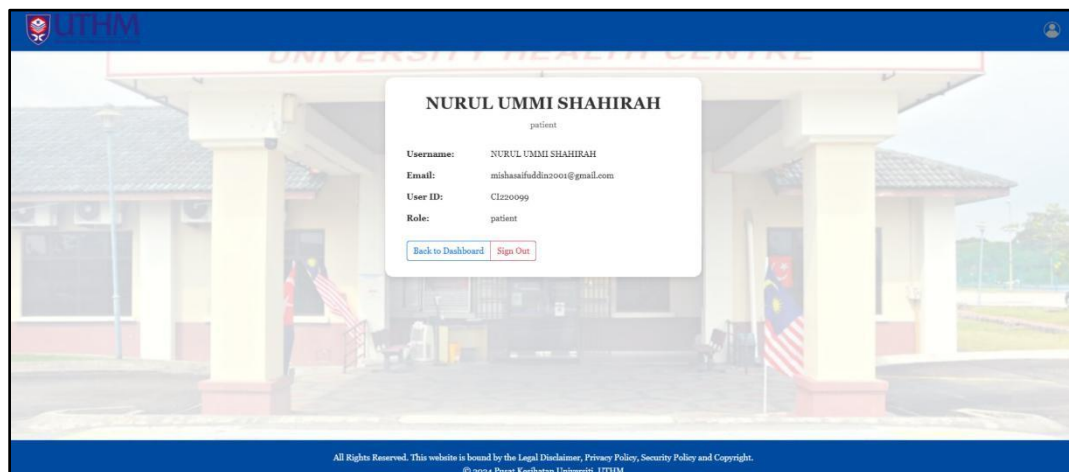 UTHM
UNIVERSITY HEALTH CENTRE
NURUL UMMI SHAHIRAH
patient
Username: NURUL UMMI SHAHIRAH
Email: mishasaifuddin2001@gmail.com
User ID: CI220099
Role: patient
Back to Dashboard Sign Out
All Rights Reserved. This website is bound by the Legal Disclaimer, Privacy Policy, Security Policy and Copyright.
© 2024 Pusat Kesihatan Universiti, UTHM